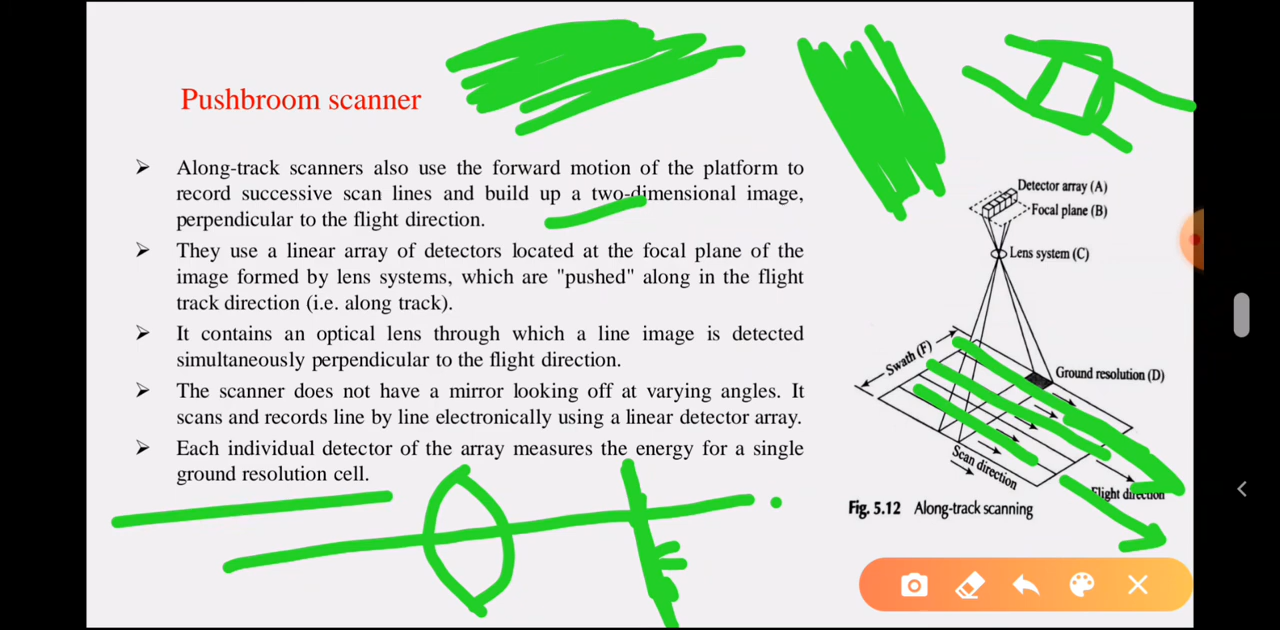 Pushbroom scanner
➢ Along-track scanners also use the forward motion of the platform to
record successive scan lines and build up a two-dimensional image,
perpendicular to the flight direction.
➢ They use a linear array of detectors located at the focal plane of the
image formed by lens systems, which are "pushed" along in the flight
track direction (i.e. along track).
➢ It contains an optical lens through which a line image is detected
simultaneously perpendicular to the flight direction.
➢ The scanner does not have a mirror looking off at varying angles. It
scans and records line by line electronically using a linear detector array.
➢ Each individual detector of the array measures the energy for a single
ground resolution cell.
Detector array (A)
Focal plane (B)
Lens system (C)
Swath (F)
Ground resolution (D)
Scan direction
Flight direction
Fig. 5.12 Along-track scanning